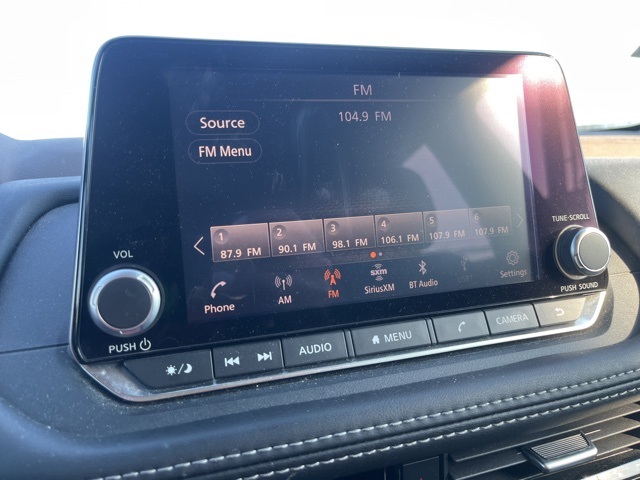 FM
104.9 FM
Source
FM Menu
1 2 3 4 5 6
87.9 FM 90.1 FM 98.1 FM 106.1 FM 107.9 FM 107.9 FM
Phone AM FM sxm SiriusXM BT Audio Settings
VOL
PUSH
TUNE·SCROLL
PUSH SOUND
AUDIO MENU CAMERA